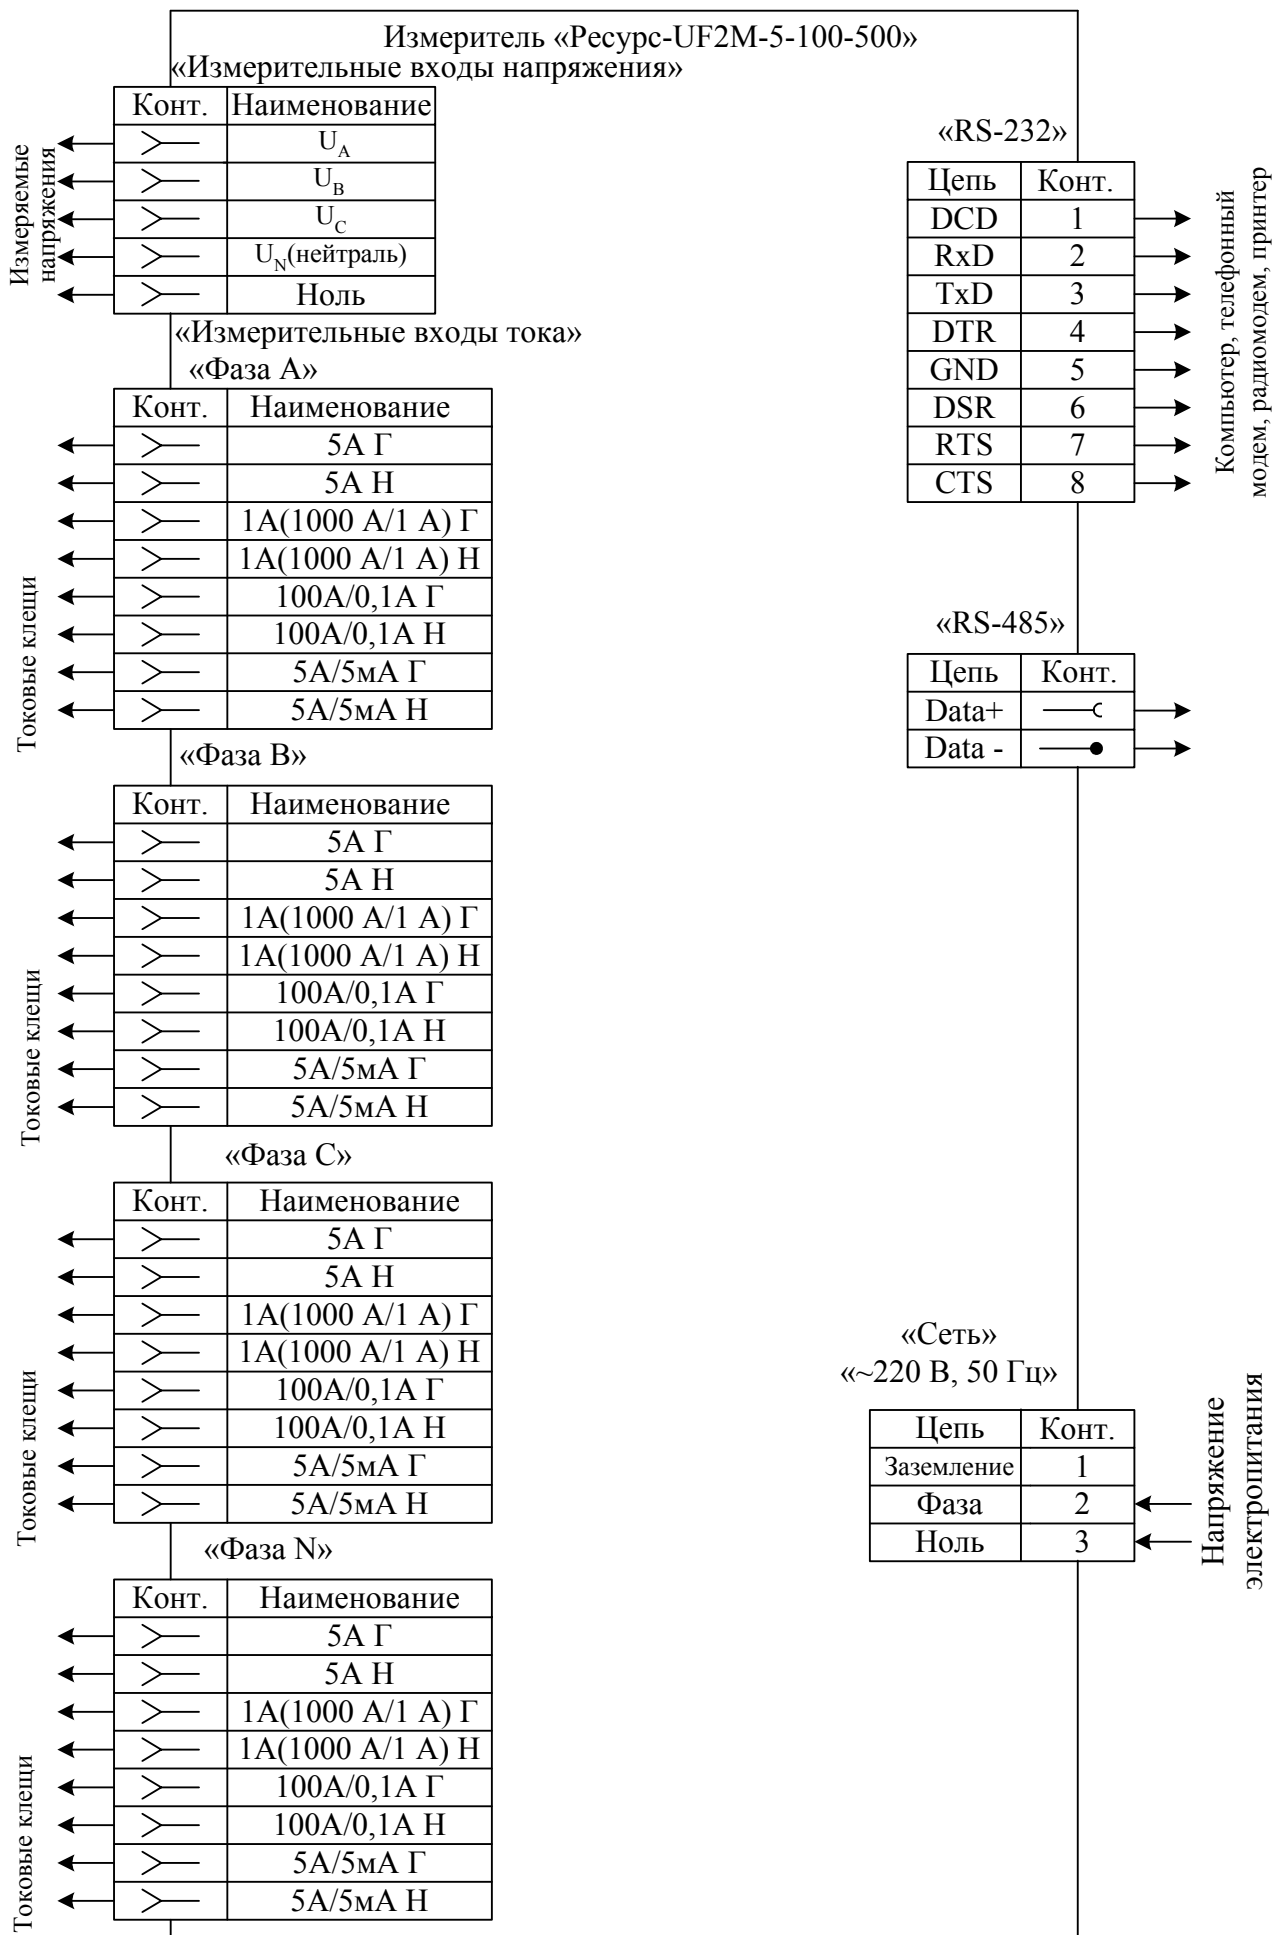 Измеритель «Ресурс-UF2M-5-100-500»
«Измерительные входы напряжения»
Конт. Наименование
U_A
U_B
U_C
U_N(нейтраль)
Ноль
Измеряемые
напряжения
«Измерительные входы тока»
«Фаза А»
Конт. Наименование
5А Г
5А Н
1А(1000 А/1 А) Г
1А(1000 А/1 А) Н
100А/0,1А Г
100А/0,1А Н
5А/5мА Г
5А/5мА Н
Токовые клещи
«Фаза В»
Конт. Наименование
5А Г
5А Н
1А(1000 А/1 А) Г
1А(1000 А/1 А) Н
100А/0,1А Г
100А/0,1А Н
5А/5мА Г
5А/5мА Н
Токовые клещи
«Фаза С»
Конт. Наименование
5А Г
5А Н
1А(1000 А/1 А) Г
1А(1000 А/1 А) Н
100А/0,1А Г
100А/0,1А Н
5А/5мА Г
5А/5мА Н
Токовые клещи
«Фаза N»
Конт. Наименование
5А Г
5А Н
1А(1000 А/1 А) Г
1А(1000 А/1 А) Н
100А/0,1А Г
100А/0,1А Н
5А/5мА Г
5А/5мА Н
Токовые клещи
«RS-232»
Цепь Конт.
DCD 1
RxD 2
TxD 3
DTR 4
GND 5
DSR 6
RTS 7
CTS 8
Компьютер, телефонный
модем, радиомодем, принтер
«RS-485»
Цепь Конт.
Data+
Data -
«Сеть»
«~220 В, 50 Гц»
Цепь Конт.
Заземление 1
Фаза 2
Ноль 3
Напряжение
электропитания